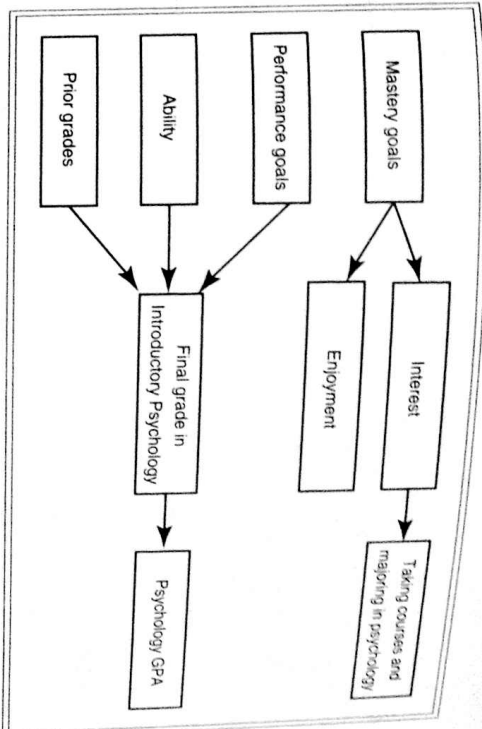 Mastery goals
Performance goals
Ability
Prior grades
Interest
Enjoyment
Final grade in
Introductory Psychology
Taking courses and
majoring in psychology
Psychology GPA